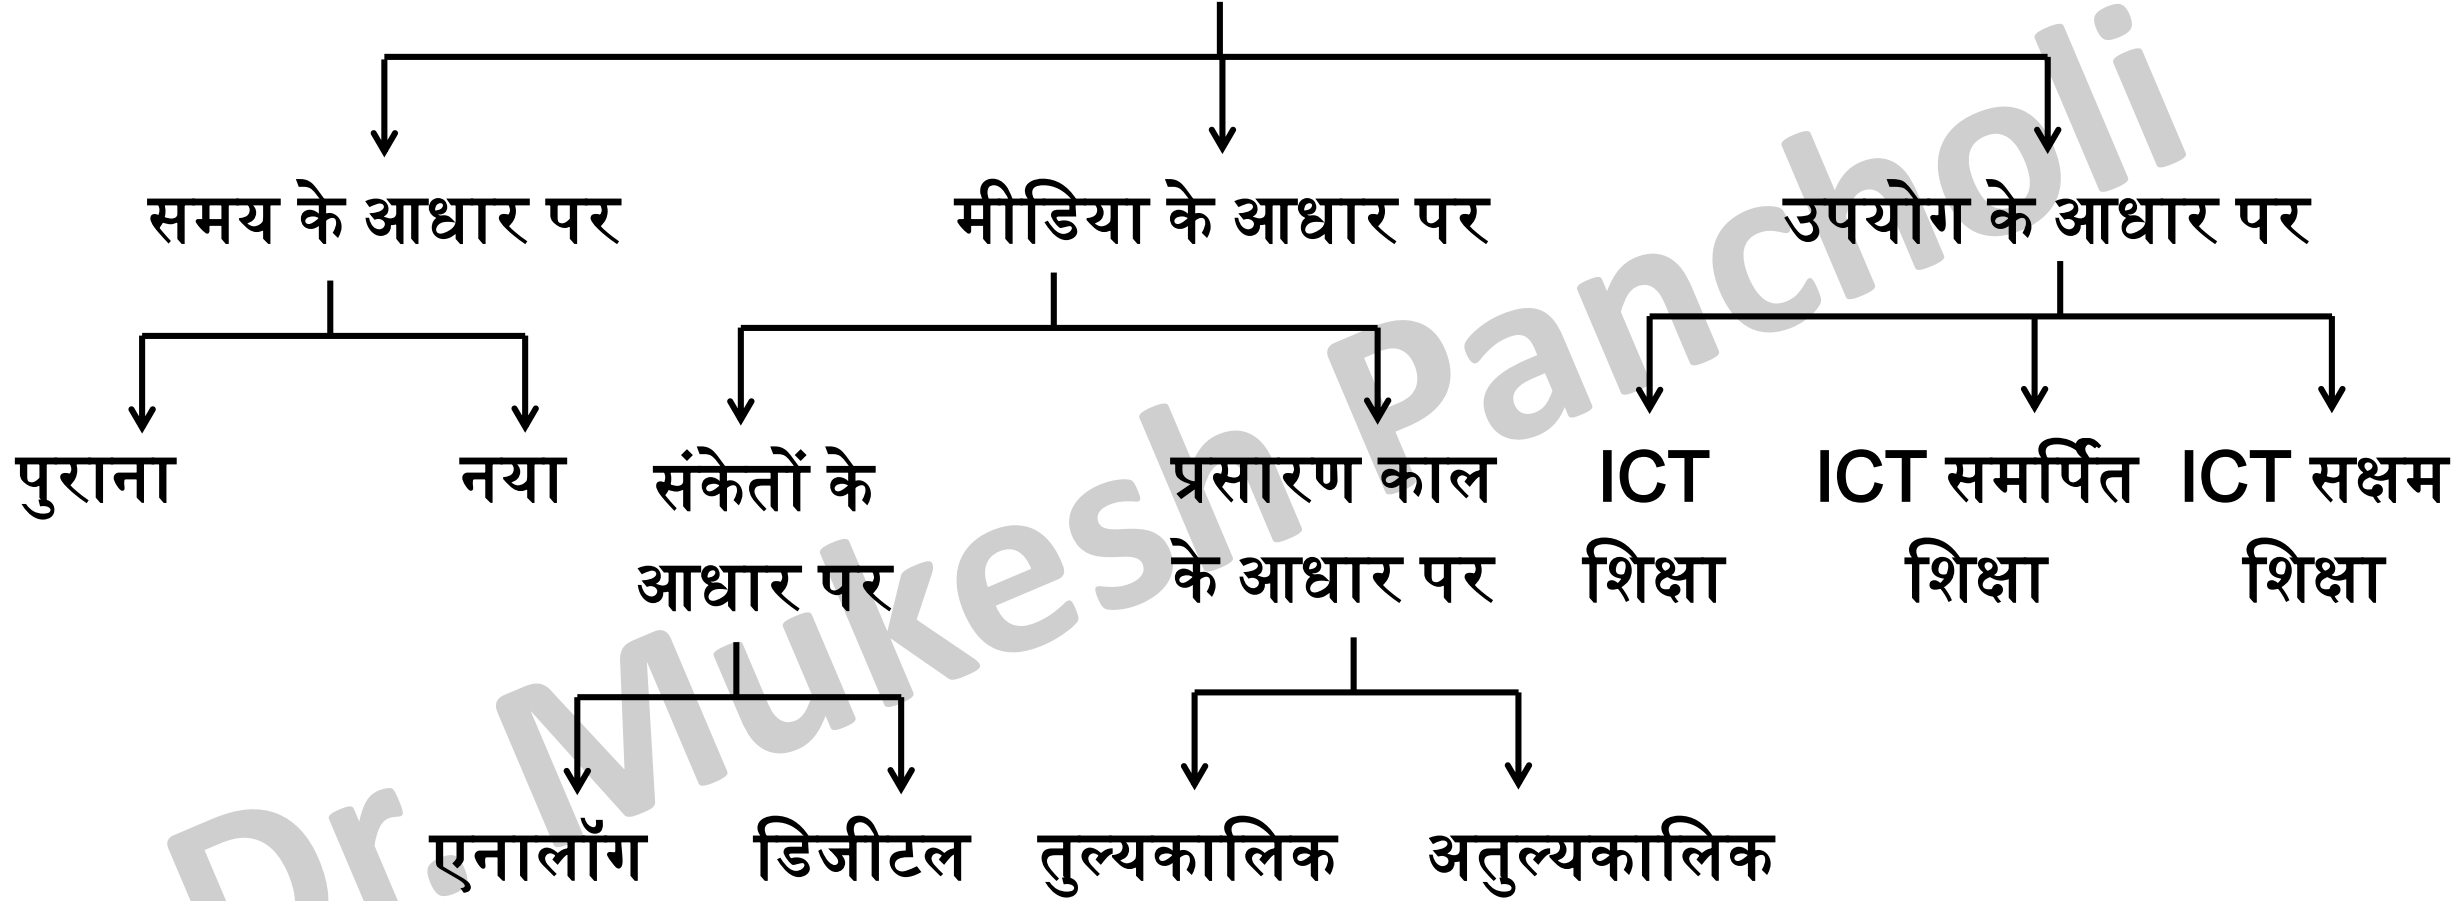 समय के आधार पर
मीडिया के आधार पर
उपयोग के आधार पर
पुराना
नया
संकेतों के
आधार पर
प्रसारण काल
के आधार पर
ICT
शिक्षा
ICT समर्पित
शिक्षा
ICT सक्षम
शिक्षा
एनालॉग
डिजीटल
तुल्यकालिक
अतुल्यकालिक
Dr. Mukesh Pancholi